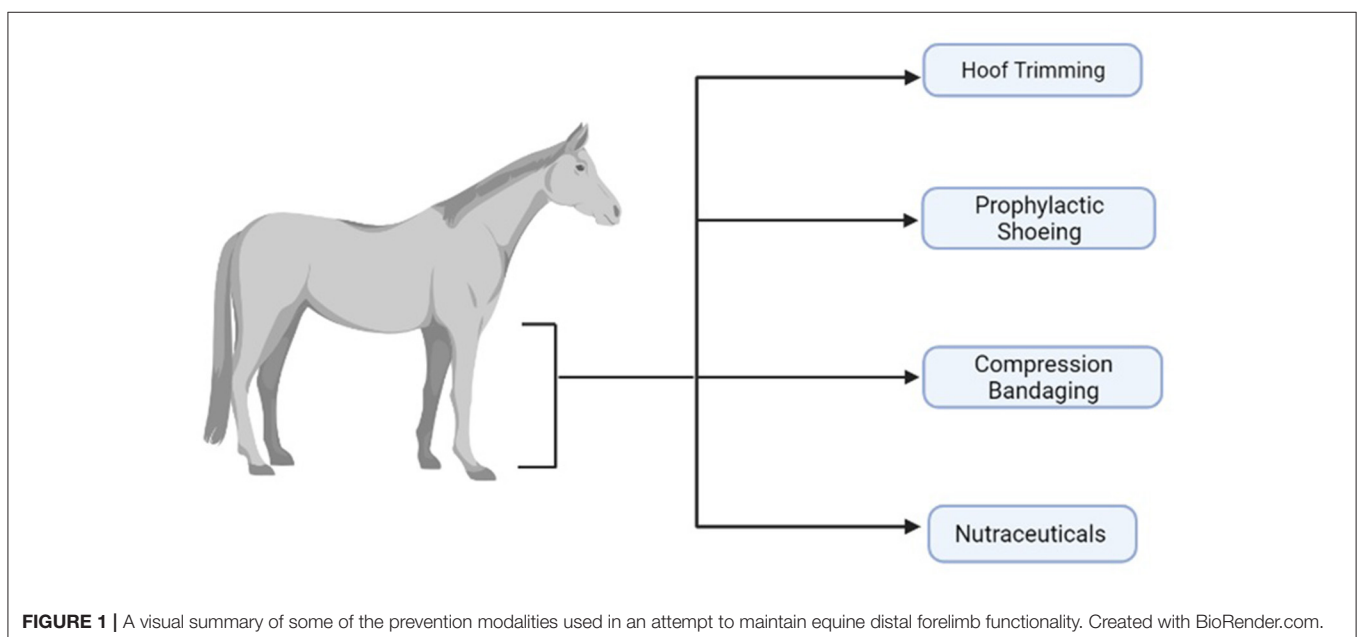 Hoof Trimming
Prophylactic
Shoeing
Compression
Bandaging
Nutraceuticals
FIGURE 1 | A visual summary of some of the prevention modalities used in an attempt to maintain equine distal forelimb functionality. Created with BioRender.com.